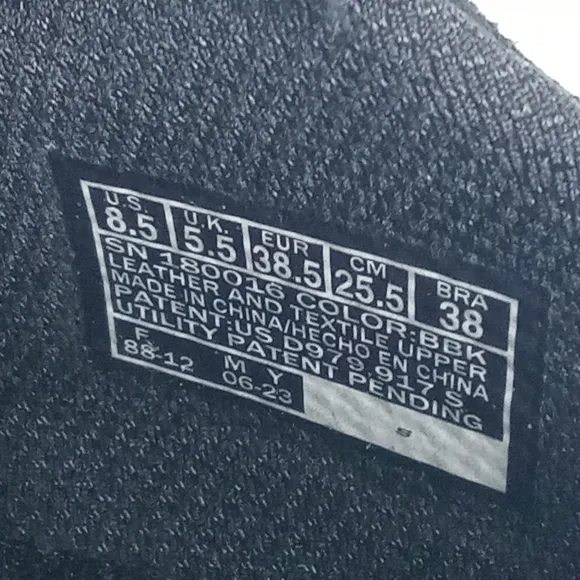 U.S. U.K. EUR CM BRA
8.5 5.5 38.5 25.5 38
SN 180016 COLOR:BBK
LEATHER AND TEXTILE UPPER
MADE IN CHINA/HECHO EN CHINA
PATENT:US D979,917 S
UTILITY PATENT PENDING
F M Y
88-12 06-23
S